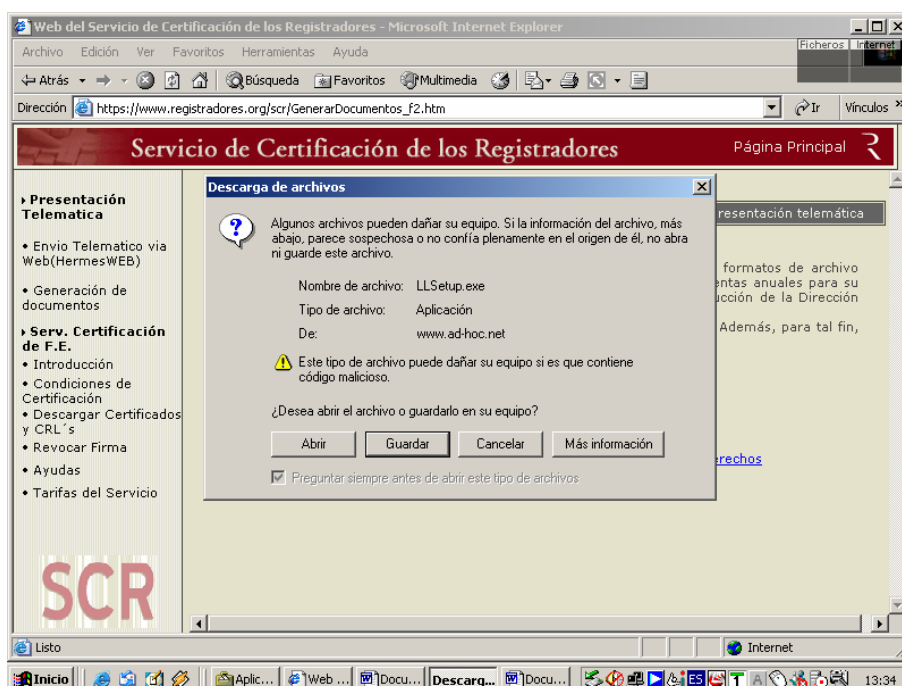 Web del Servicio de Certificación de los Registradores - Microsoft Internet Explorer
Archivo Edición Ver Favoritos Herramientas Ayuda
Ficheros Internet
Atrás Búsqueda Favoritos Multimedia
Dirección https://www.registradores.org/scr/GenerarDocumentos_f2.htm Ir Vínculos »
Servicio de Certificación de los Registradores Página Principal
Presentación
Telematica
• Envio Telematico via
Web(HermesWEB)
• Generación de
documentos
Serv. Certificación
de F.E.
• Introducción
• Condiciones de
Certificación
• Descargar Certificados
y CRL´s
• Revocar Firma
• Ayudas
• Tarifas del Servicio
SCR
Descarga de archivos
Algunos archivos pueden dañar su equipo. Si la información del archivo, más
abajo, parece sospechosa o no confía plenamente en el origen de él, no abra
ni guarde este archivo.
Nombre de archivo: LLSetup.exe
Tipo de archivo: Aplicación
De: www.ad-hoc.net
Este tipo de archivo puede dañar su equipo si es que contiene
código malicioso.
¿Desea abrir el archivo o guardarlo en su equipo?
Abrir Guardar Cancelar Más información
Preguntar siempre antes de abrir este tipo de archivos
resentación telemática
formatos de archivo
entas anuales para su
ucción de la Dirección
Además, para tal fin,
erechos
Listo Internet
Inicio Aplic... Web ... Docu... Descarg... Docu... ES 13:34